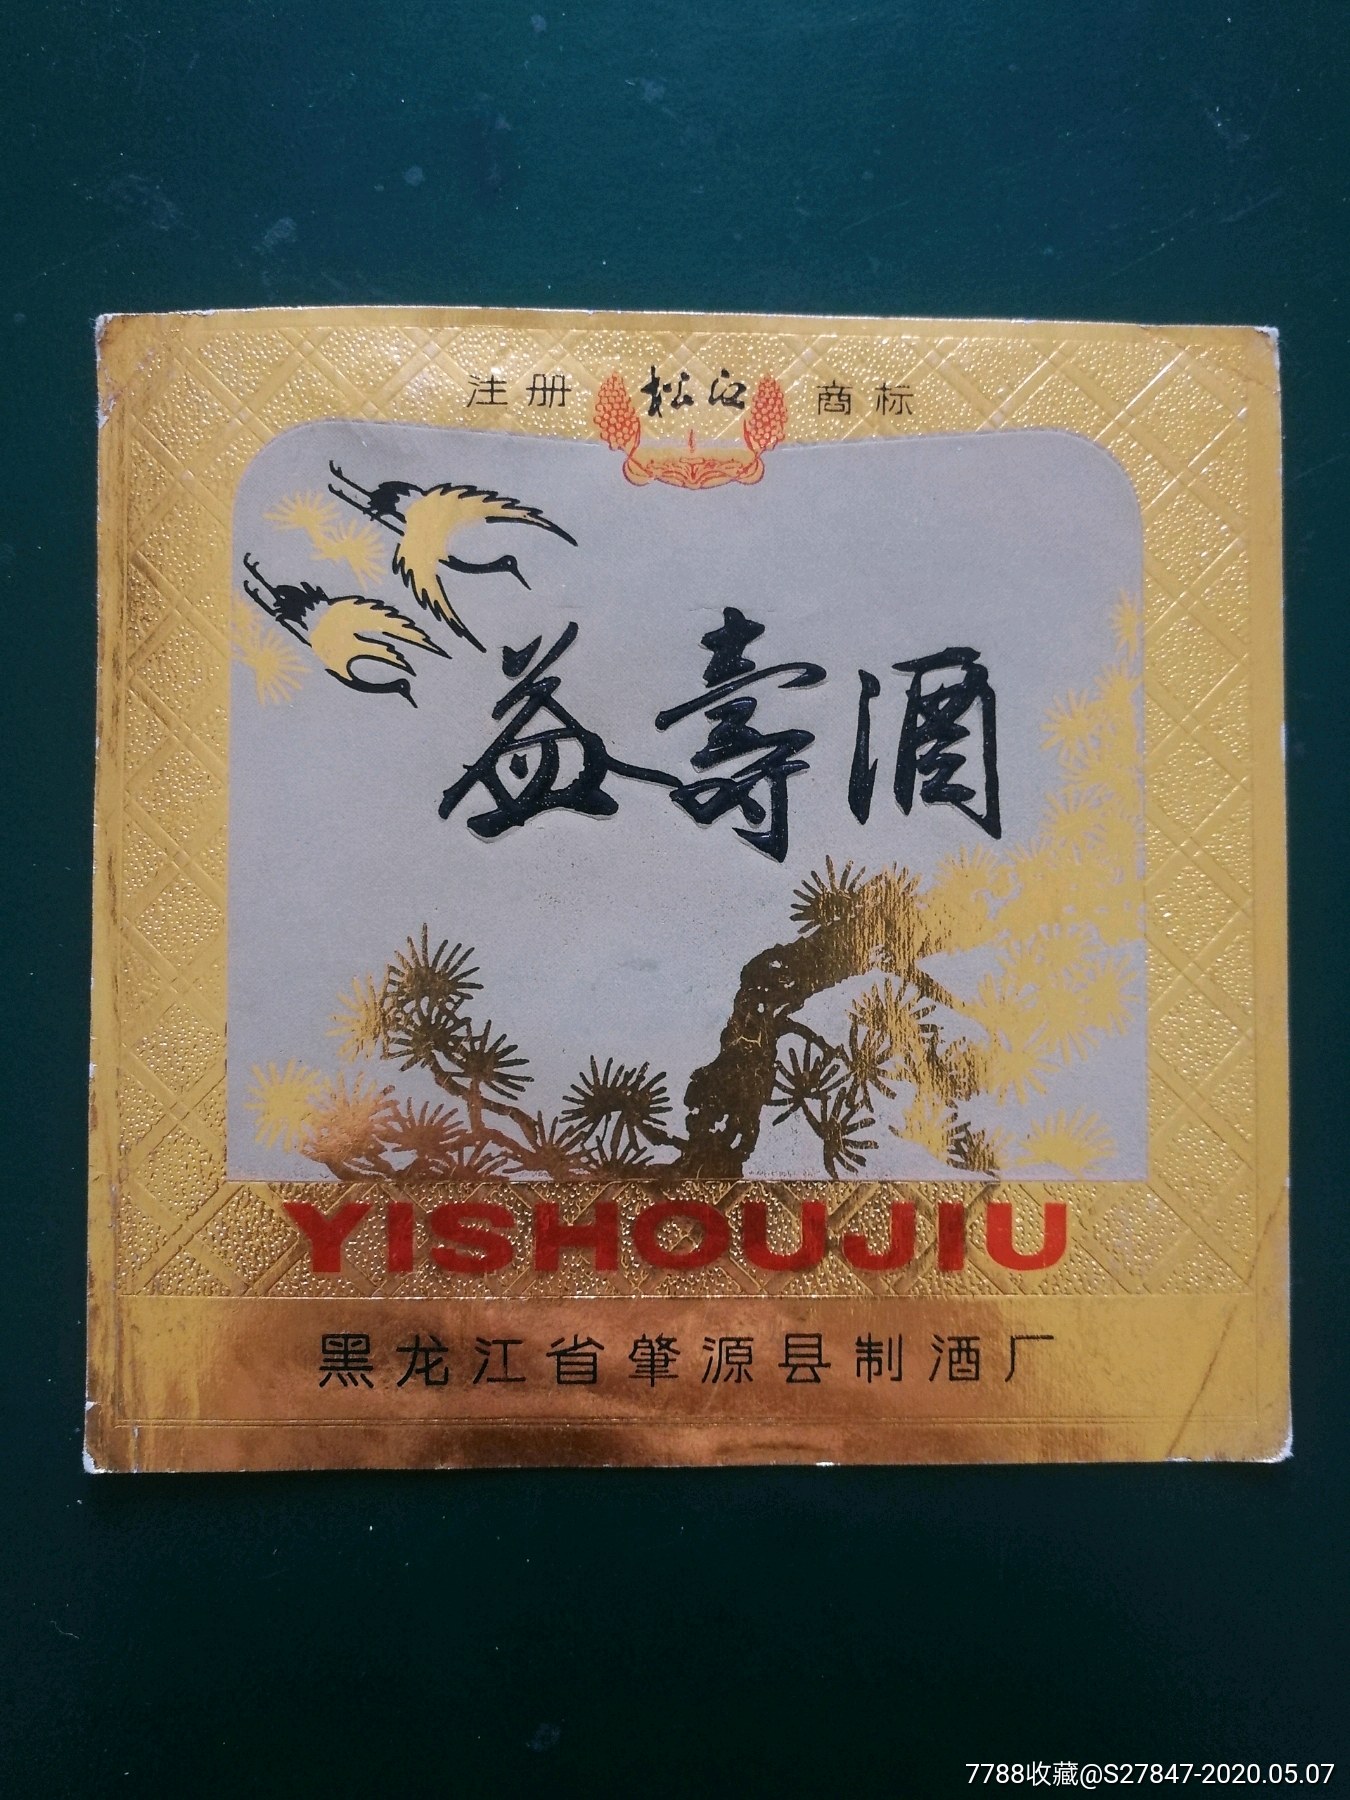 注册 松江 商标
益壽酒
YISHOUJIU
黑龙江省肇源县制酒厂
7788收藏@S27847-2020.05.07